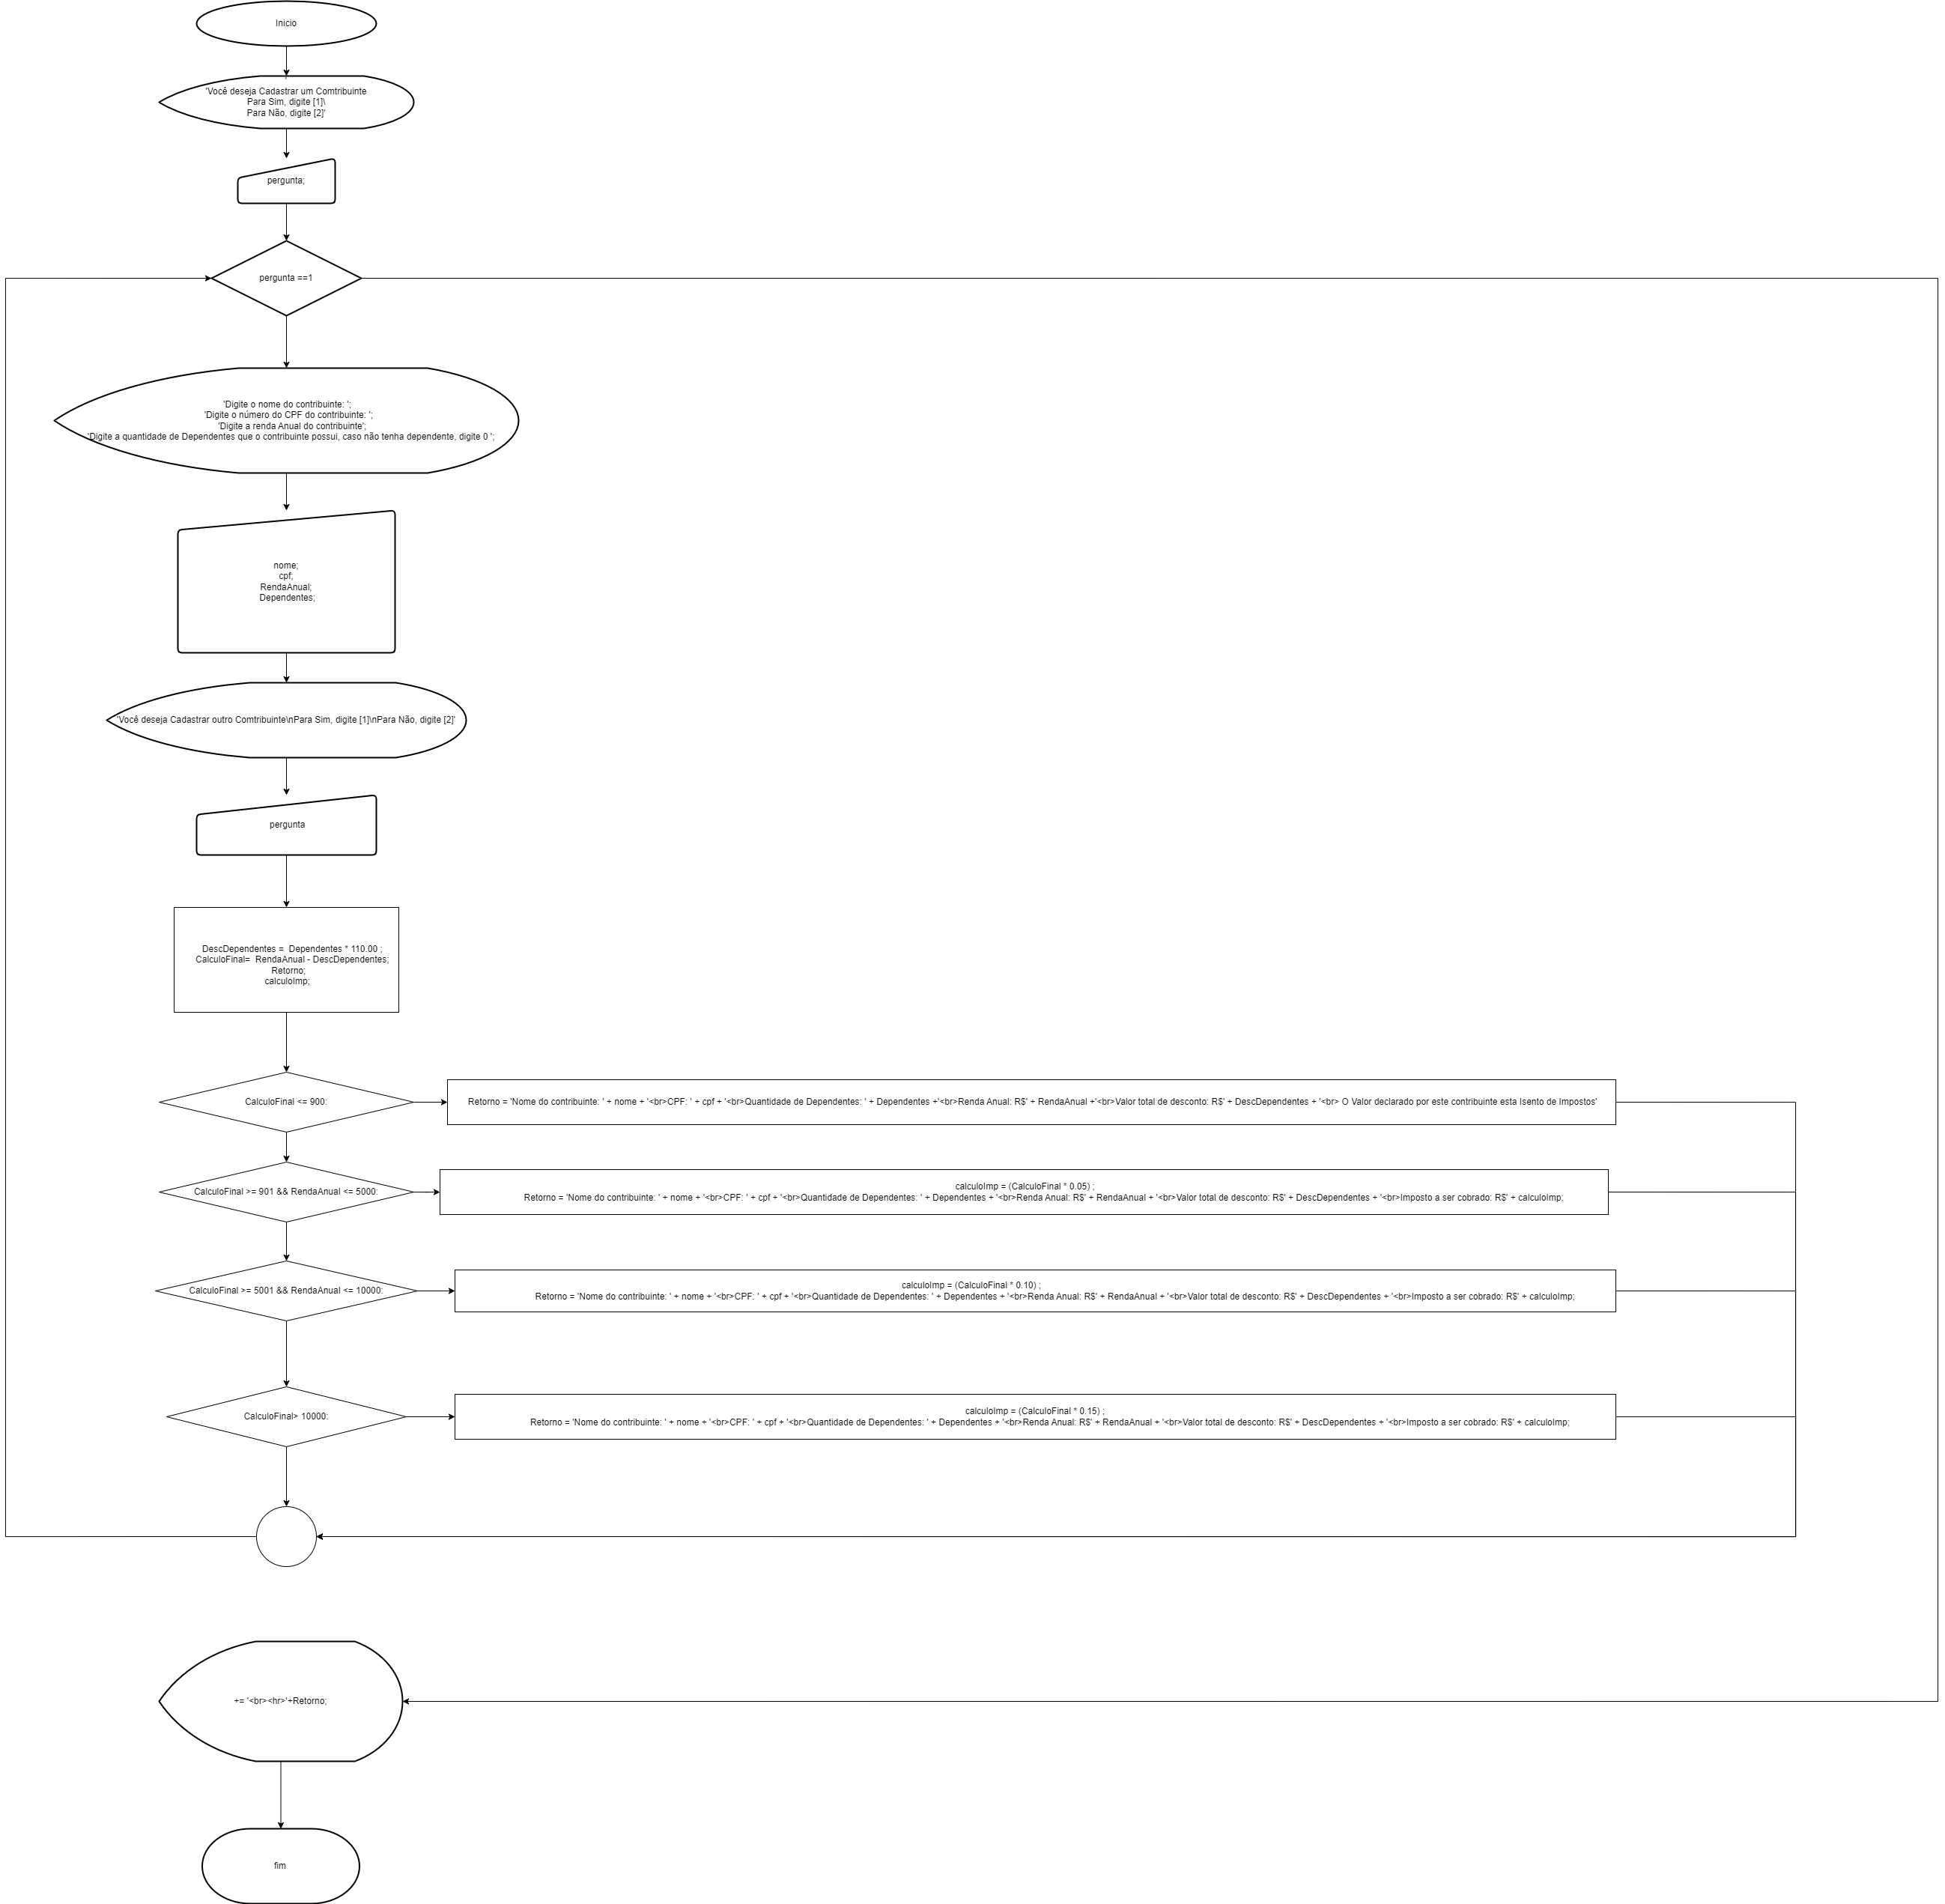 Inicio
'Você deseja Cadastrar um Comtribuinte
Para Sim, digite [1]\
Para Não, digite [2]'
pergunta;
pergunta ==1
'Digite o nome do contribuinte: ';
'Digite o número do CPF do contribuinte: ';
'Digite a renda Anual do contribuinte';
'Digite a quantidade de Dependentes que o contribuinte possui, caso não tenha dependente, digite 0 ';
nome;
cpf;
RendaAnual;
Dependentes;
'Você deseja Cadastrar outro Comtribuinte\nPara Sim, digite [1]\nPara Não, digite [2]'
pergunta
DescDependentes = Dependentes * 110.00 ;
CalculoFinal= RendaAnual - DescDependentes;
Retorno;
calculoImp;
CalculoFinal <= 900:
Retorno = 'Nome do contribuinte: ' + nome + '<br>CPF: ' + cpf + '<br>Quantidade de Dependentes: ' + Dependentes +'<br>Renda Anual: R$' + RendaAnual +'<br>Valor total de desconto: R$' + DescDependentes + '<br> O Valor declarado por este contribuinte esta Isento de Impostos'
CalculoFinal >= 901 && RendaAnual <= 5000:
calculoImp = (CalculoFinal * 0.05) ;
Retorno = 'Nome do contribuinte: ' + nome + '<br>CPF: ' + cpf + '<br>Quantidade de Dependentes: ' + Dependentes + '<br>Renda Anual: R$' + RendaAnual + '<br>Valor total de desconto: R$' + DescDependentes + '<br>Imposto a ser cobrado: R$' + calculoImp;
CalculoFinal >= 5001 && RendaAnual <= 10000:
calculoImp = (CalculoFinal * 0.10) ;
Retorno = 'Nome do contribuinte: ' + nome + '<br>CPF: ' + cpf + '<br>Quantidade de Dependentes: ' + Dependentes + '<br>Renda Anual: R$' + RendaAnual + '<br>Valor total de desconto: R$' + DescDependentes + '<br>Imposto a ser cobrado: R$' + calculoImp;
CalculoFinal> 10000:
calculoImp = (CalculoFinal * 0.15) ;
Retorno = 'Nome do contribuinte: ' + nome + '<br>CPF: ' + cpf + '<br>Quantidade de Dependentes: ' + Dependentes + '<br>Renda Anual: R$' + RendaAnual + '<br>Valor total de desconto: R$' + DescDependentes + '<br>Imposto a ser cobrado: R$' + calculoImp;
+= '<br><hr>'+Retorno;
fim